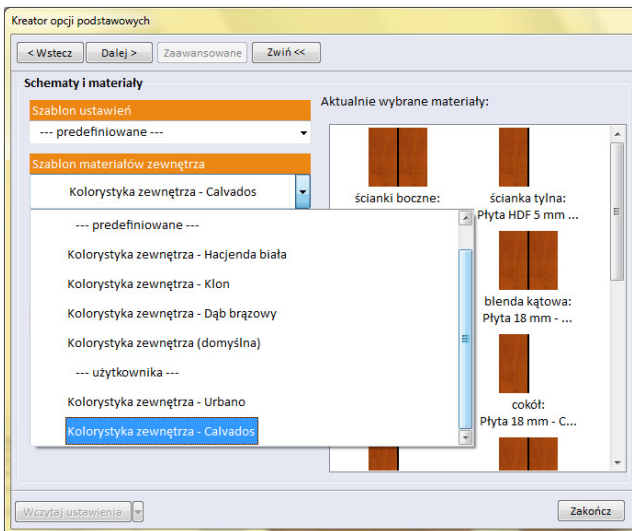 Kreator opcji podstawowych
< Wstecz Dalej > Zaawansowane Zwiń <<
Schematy i materiały
Szablon ustawień
--- predefiniowane ---
Szablon materiałów zewnętrza
Kolorystyka zewnętrza - Calvados
--- predefiniowane ---
Kolorystyka zewnętrza - Hacjenda biała
Kolorystyka zewnętrza - Klon
Kolorystyka zewnętrza - Dąb brązowy
Kolorystyka zewnętrza (domyślna)
--- użytkownika ---
Kolorystyka zewnętrza - Urbano
Kolorystyka zewnętrza - Calvados
Aktualnie wybrane materiały:
ścianki boczne: ścianka tylna:
Płyta HDF 5 mm ...
blenda kątowa:
Płyta 18 mm - ...
cokół:
Płyta 18 mm - C...
Wczytaj ustawienia Zakończ